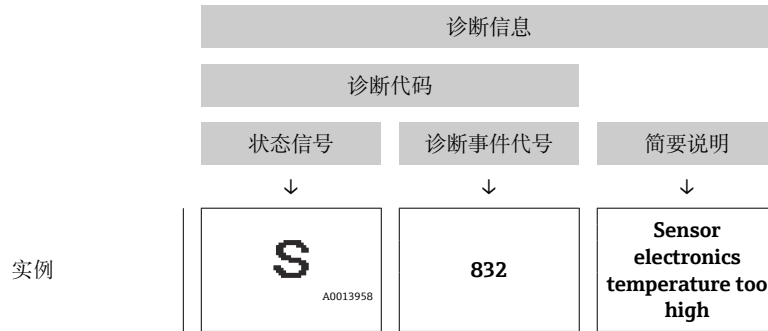 诊断信息
诊断代码
状态信号 诊断事件代号 简要说明
↓ ↓ ↓
实例
S
A0013958
832
Sensor
electronics
temperature too
high